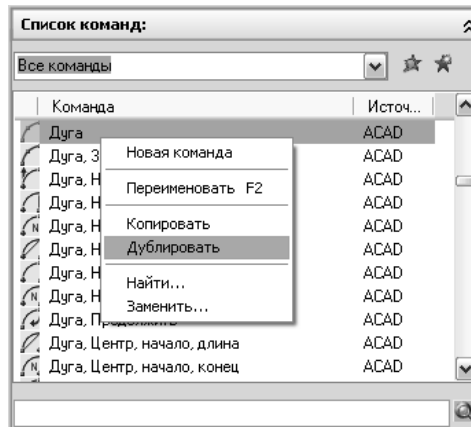 Список команд:
Все команды
Команда Источ...
Дуга ACAD
Дуга, З ACAD
Дуга, Н ACAD
Дуга, Н ACAD
Дуга, Н ACAD
Дуга, Н ACAD
Дуга, Н ACAD
Дуга, Н ACAD
Дуга, Продолжить ACAD
Дуга, Центр, начало, длина ACAD
Дуга, Центр, начало, конец ACAD
Новая команда
Переименовать F2
Копировать
Дублировать
Найти...
Заменить...